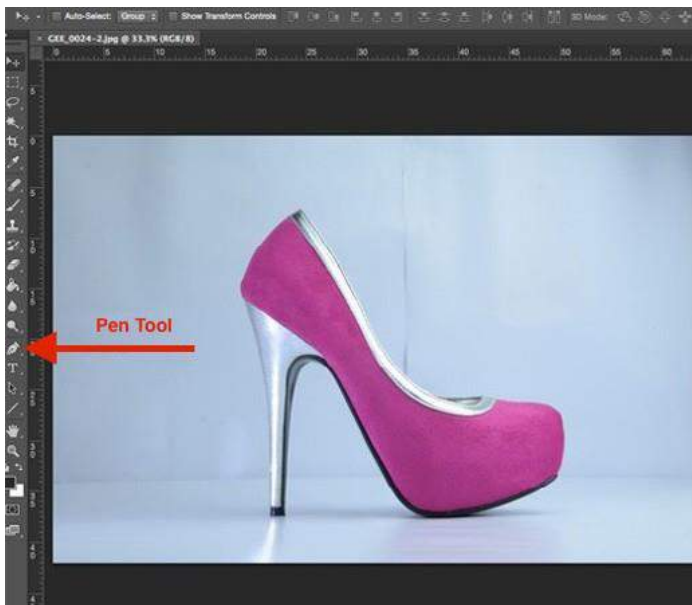 Auto-Select: Group Show Transform Controls 3D Mode:
× GEE_0024-2.jpg @ 33.3% (RGB/8)
0 5 10 15 20 25 30 35 40 45 50 55 60
Pen Tool
T